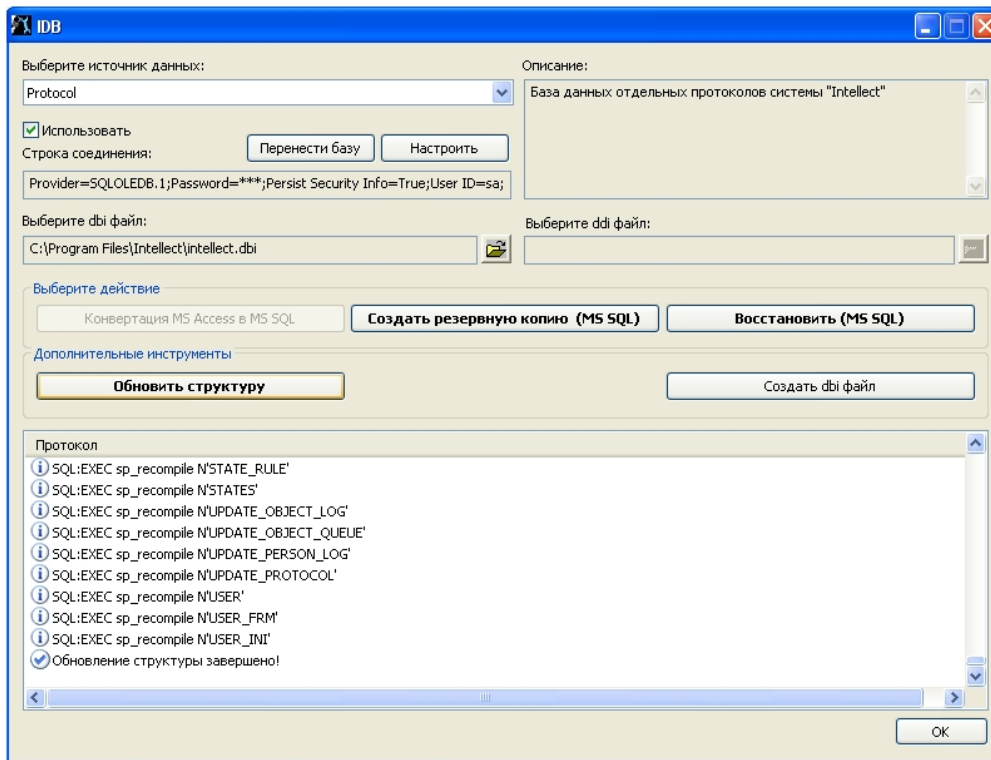 IDB
Выберите источник данных:
Описание:
Protocol
База данных отдельных протоколов системы "Intellect"
Использовать
Строка соединения:
Перенести базу
Настроить
Provider=SQLOLEDB.1;Password=***;Persist Security Info=True;User ID=sa;
Выберите dbi файл:
Выберите ddi файл:
C:\Program Files\Intellect\intellect.dbi
Выберите действие
Конвертация MS Access в MS SQL
Создать резервную копию (MS SQL)
Восстановить (MS SQL)
Дополнительные инструменты
Обновить структуру
Создать dbi файл
Протокол
SQL:EXEC sp_recompile N'STATE_RULE'
SQL:EXEC sp_recompile N'STATES'
SQL:EXEC sp_recompile N'UPDATE_OBJECT_LOG'
SQL:EXEC sp_recompile N'UPDATE_OBJECT_QUEUE'
SQL:EXEC sp_recompile N'UPDATE_PERSON_LOG'
SQL:EXEC sp_recompile N'UPDATE_PROTOCOL'
SQL:EXEC sp_recompile N'USER'
SQL:EXEC sp_recompile N'USER_FRM'
SQL:EXEC sp_recompile N'USER_INI'
Обновление структуры завершено!
OK